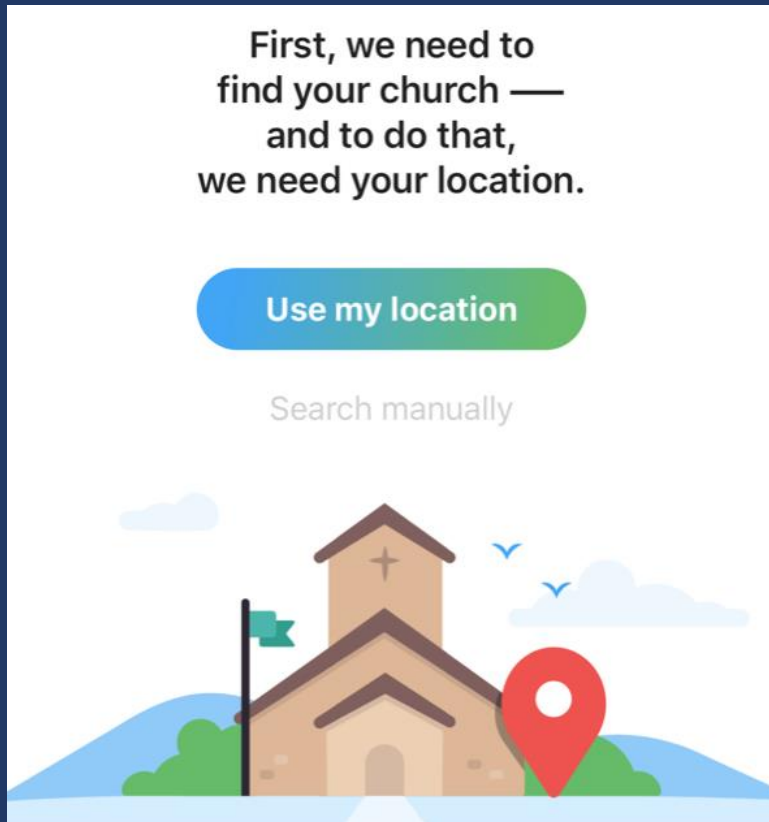 First, we need to
find your church —
and to do that,
we need your location.
Use my location
Search manually